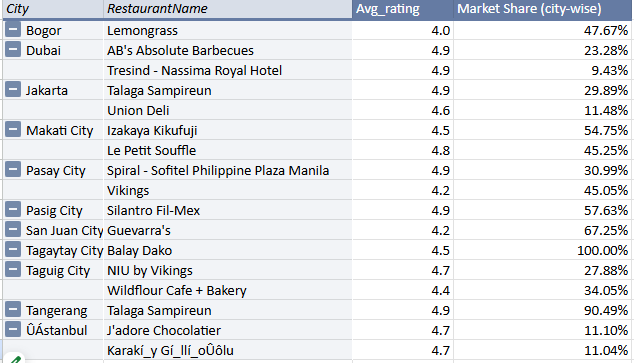 City RestaurantName Avg_rating Market Share (city-wise)
Bogor Lemongrass 4.0 47.67%
Dubai AB's Absolute Barbecues 4.9 23.28%
Tresind - Nassima Royal Hotel 4.9 9.43%
Jakarta Talaga Sampireun 4.9 29.89%
Union Deli 4.6 11.48%
Makati City Izakaya Kikufuji 4.5 54.75%
Le Petit Souffle 4.8 45.25%
Pasay City Spiral - Sofitel Philippine Plaza Manila 4.9 30.99%
Vikings 4.2 45.05%
Pasig City Silantro Fil-Mex 4.9 57.63%
San Juan City Guevarra's 4.2 67.25%
Tagaytay City Balay Dako 4.5 100.00%
Taguig City NIU by Vikings 4.7 27.88%
Wildflour Cafe + Bakery 4.4 34.05%
Tangerang Talaga Sampireun 4.9 90.49%
ÛÁstanbul J'adore Chocolatier 4.7 11.10%
Karakí_y Gí_llí_oÛôlu 4.7 11.04%